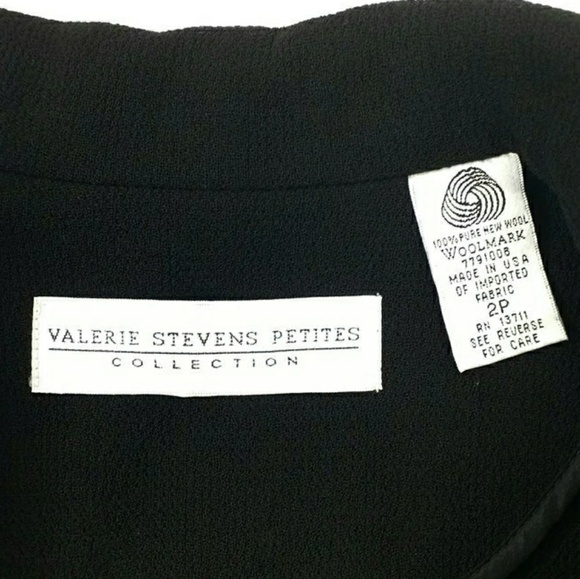 VALERIE STEVENS PETITES
COLLECTION
100% PURE NEW WOOL
WOOLMARK
7791008
MADE IN USA
OF IMPORTED
FABRIC
2P
RN 13711
SEE REVERSE
FOR CARE